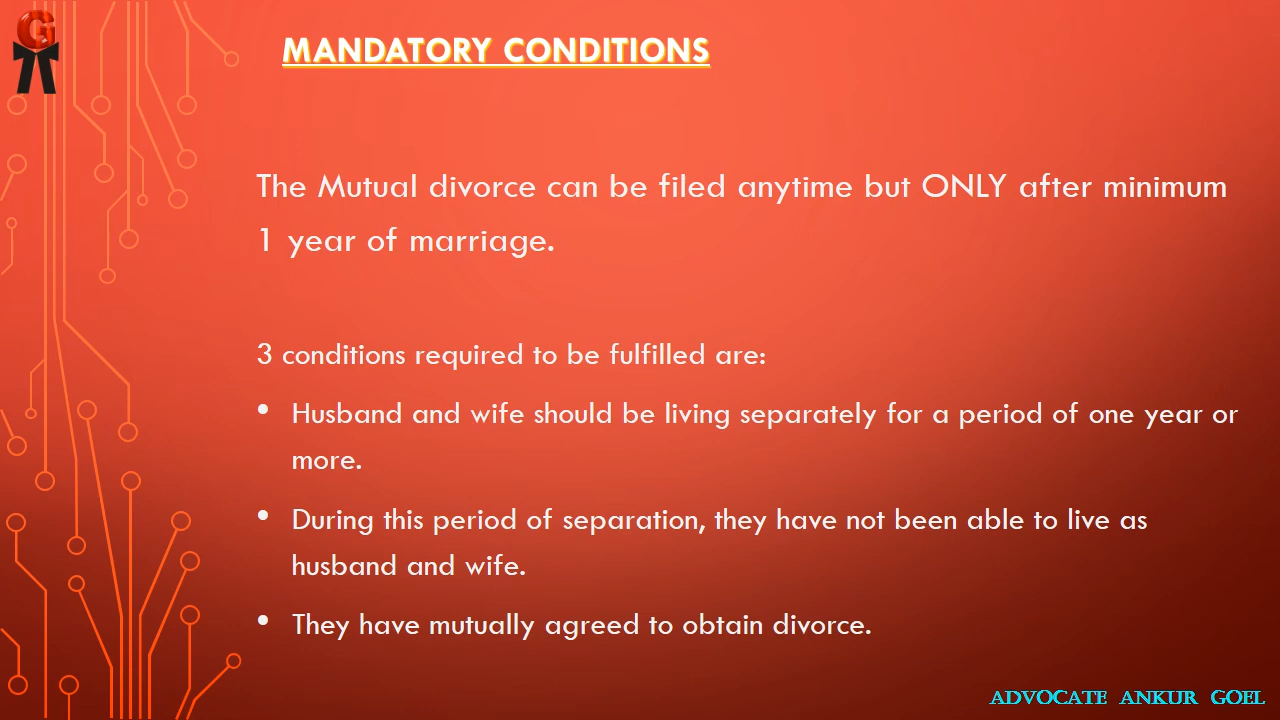 G
MANDATORY CONDITIONS
The Mutual divorce can be filed anytime but ONLY after minimum
1 year of marriage.
3 conditions required to be fulfilled are:
• Husband and wife should be living separately for a period of one year or
more.
• During this period of separation, they have not been able to live as
husband and wife.
• They have mutually agreed to obtain divorce.
ADVOCATE ANKUR GOEL